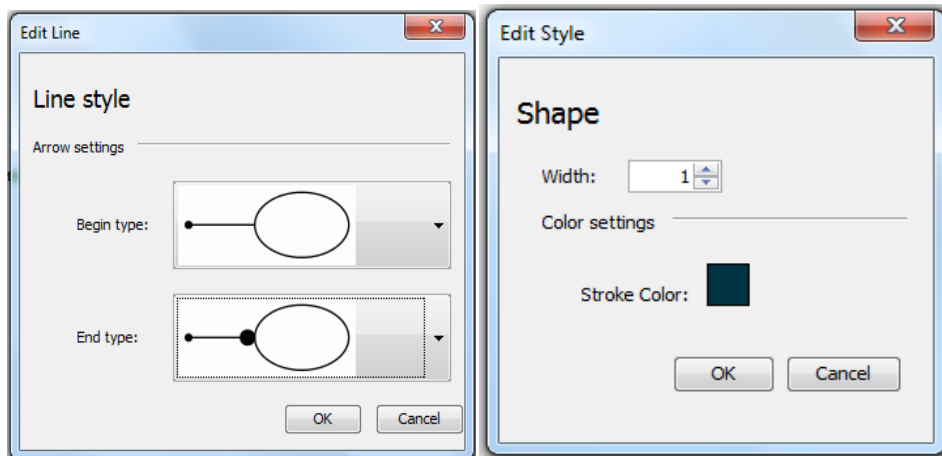 Edit Line
Line style
Arrow settings
Begin type:
End type:
OK Cancel
Edit Style
Shape
Width: 1
Color settings
Stroke Color:
OK Cancel